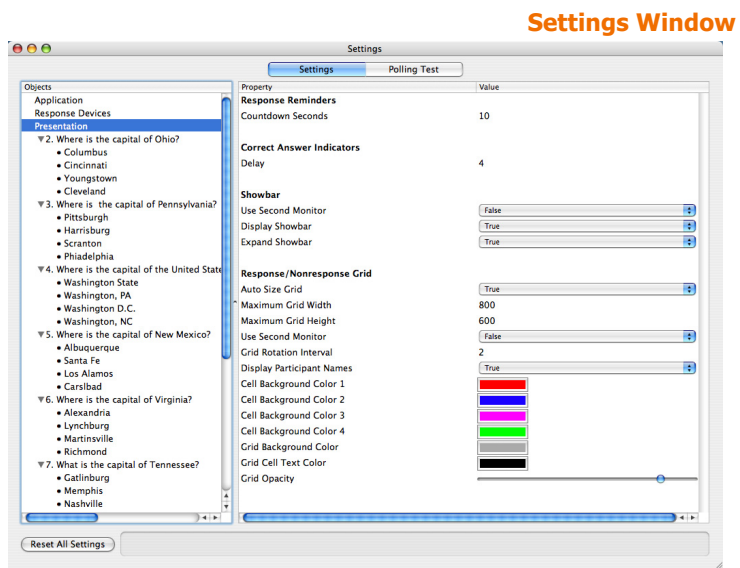 Settings Window
Settings
Settings Polling Test
Objects
Application
Response Devices
Presentation
2. Where is the capital of Ohio?
• Columbus
• Cincinnati
• Youngstown
• Cleveland
3. Where is the capital of Pennsylvania?
• Pittsburgh
• Harrisburg
• Scranton
• Phiadelphia
4. Where is the capital of the United State
• Washington State
• Washington, PA
• Washington D.C.
• Washington, NC
5. Where is the capital of New Mexico?
• Albuquerque
• Santa Fe
• Los Alamos
• Carslbad
6. Where is the capital of Virginia?
• Alexandria
• Lynchburg
• Martinsville
• Richmond
7. What is the capital of Tennessee?
• Gatlinburg
• Memphis
• Nashville
Property Value
Response Reminders
Countdown Seconds 10
Correct Answer Indicators
Delay 4
Showbar
Use Second Monitor False
Display Showbar True
Expand Showbar True
Response/Nonresponse Grid
Auto Size Grid True
Maximum Grid Width 800
Maximum Grid Height 600
Use Second Monitor False
Grid Rotation Interval 2
Display Participant Names True
Cell Background Color 1
Cell Background Color 2
Cell Background Color 3
Cell Background Color 4
Grid Background Color
Grid Cell Text Color
Grid Opacity
Reset All Settings